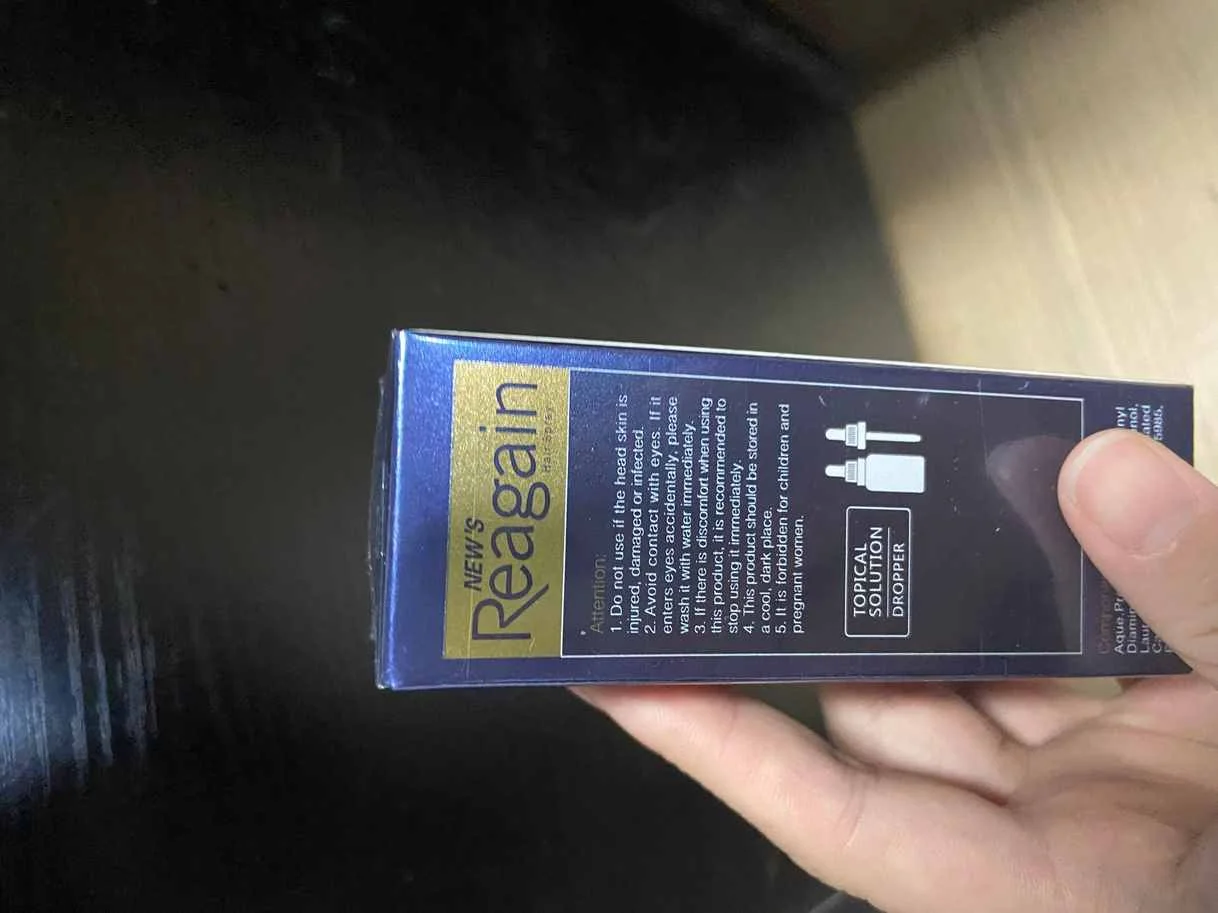 NEW'S
Reagain
Hair Spray
*Attention:
1. Do not use if the head skin is
injured, damaged or infected.
2. Avoid contact with eyes. If it
enters eyes accidentally, please
wash it with water immediately.
3. If there is discomfort when using
this product, it is recommended to
stop using it immediately.
4. This product should be stored in
a cool, dark place.
5. It is forbidden for children and
pregnant women.
TOPICAL
SOLUTION
DROPPER
Aqua,